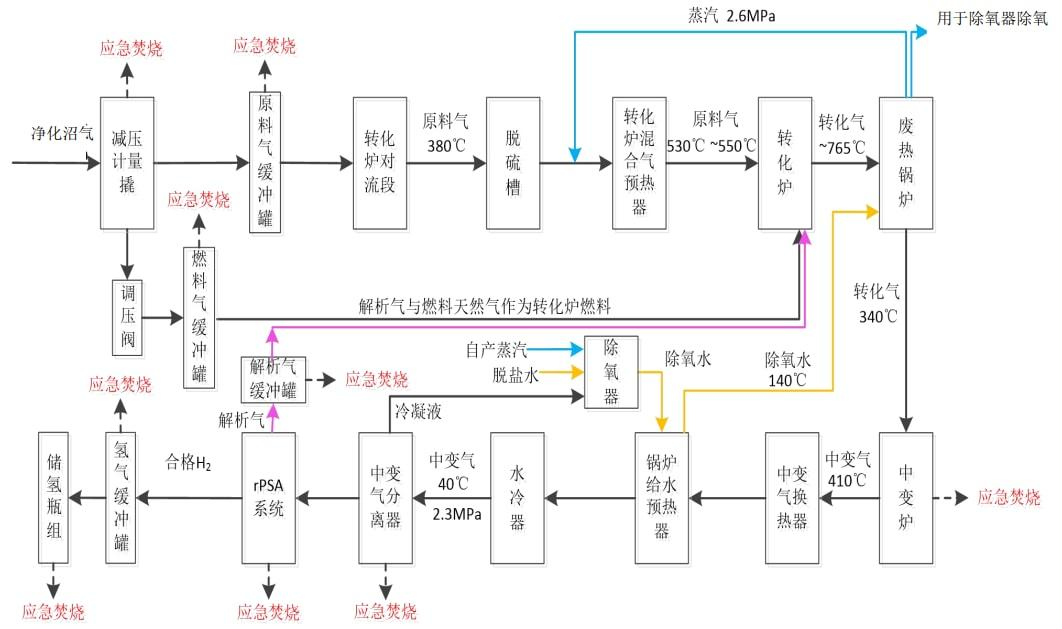 蒸汽 2.6MPa
用于除氧器除氧
应急焚烧
应急焚烧
净化沼气
减压计量撬
原料气缓冲罐
转化炉对流段
原料气
380℃
脱硫槽
转化炉混合气预热器
原料气
530℃ ~550℃
转化炉
转化气
~765℃
废热锅炉
应急焚烧
调压阀
燃料气缓冲罐
解析气与燃料天然气作为转化炉燃料
转化气
340℃
自产蒸汽
脱盐水
除氧器
除氧水
除氧水
140℃
解析气
缓冲罐
应急焚烧
应急焚烧
解析气
冷凝液
储氢瓶组
氢气缓冲罐
合格H₂
rPSA
系统
中变气分离器
中变气
40℃
2.3MPa
水冷器
锅炉给水预热器
中变气换热器
中变气
410℃
中变炉
应急焚烧
应急焚烧
应急焚烧
应急焚烧